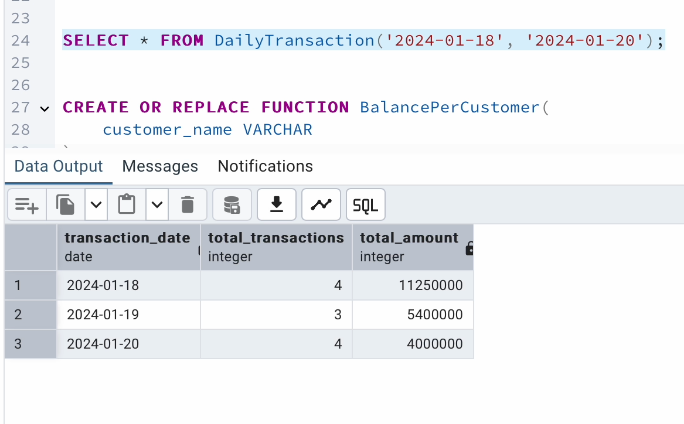 23
24 SELECT * FROM DailyTransaction('2024-01-18', '2024-01-20');
25
26
27 CREATE OR REPLACE FUNCTION BalancePerCustomer(
28 customer_name VARCHAR
Data Output Messages Notifications
SQL
transaction_date total_transactions total_amount
date integer integer
1 2024-01-18 4 11250000
2 2024-01-19 3 5400000
3 2024-01-20 4 4000000